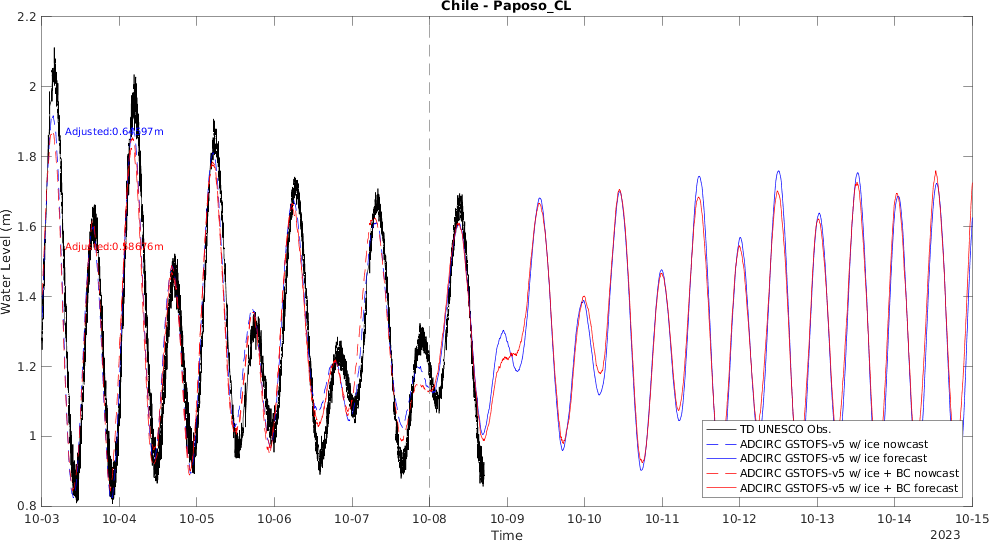 Chile - Paposo_CL
2.2
2
1.8
1.6
1.4
1.2
1
0.8
Water Level (m)
Adjusted:0.64697m
Adjusted:0.58676m
TD UNESCO Obs.
ADCIRC GSTOFS-v5 w/ ice nowcast
ADCIRC GSTOFS-v5 w/ ice forecast
ADCIRC GSTOFS-v5 w/ ice + BC nowcast
ADCIRC GSTOFS-v5 w/ ice + BC forecast
10-03 10-04 10-05 10-06 10-07 10-08 10-09 10-10 10-11 10-12 10-13 10-14 10-15
Time
2023